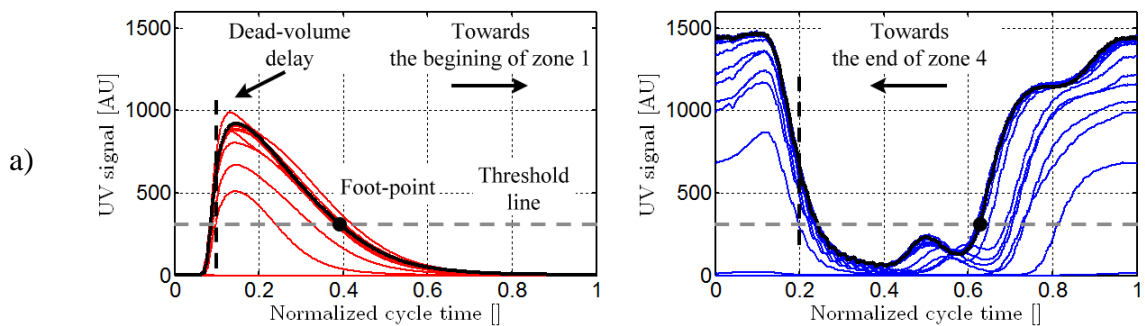 a)
UV signal [AU]
1500
1000
500
0
Dead-volume
delay
Towards
the begining of zone 1
Foot-point
Threshold
line
0
0.2
0.4
0.6
0.8
1
Normalized cycle time []
UV signal [AU]
1500
1000
500
0
Towards
the end of zone 4
0
0.2
0.4
0.6
0.8
1
Normalized cycle time []